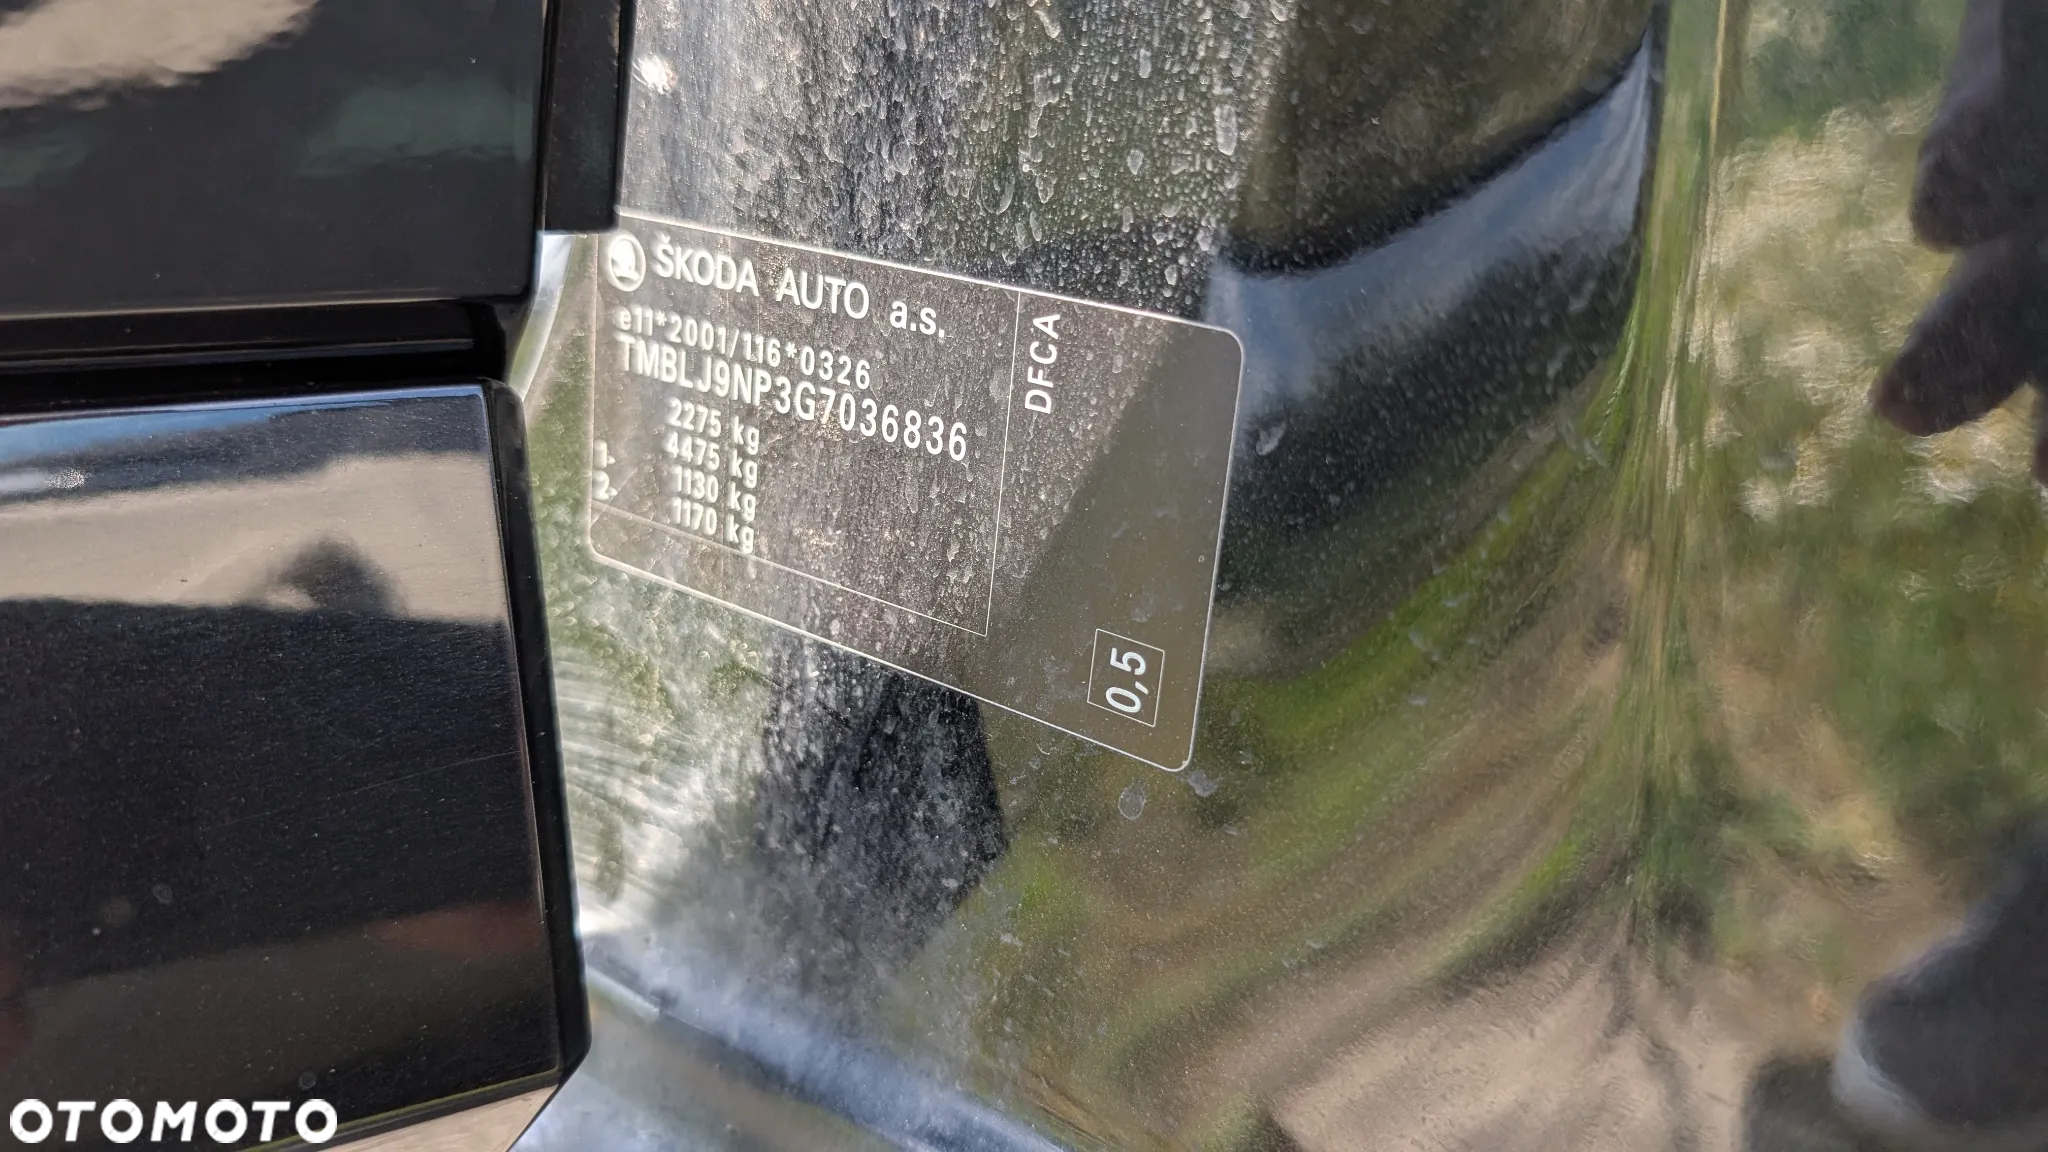 ŠKODA AUTO a.s.
e11*2001/116*0326
TMBLJ9NP3G7036836
2275 kg
4475 kg
1- 1130 kg
2- 1170 kg
DFCA
0,5
OTOMOTO